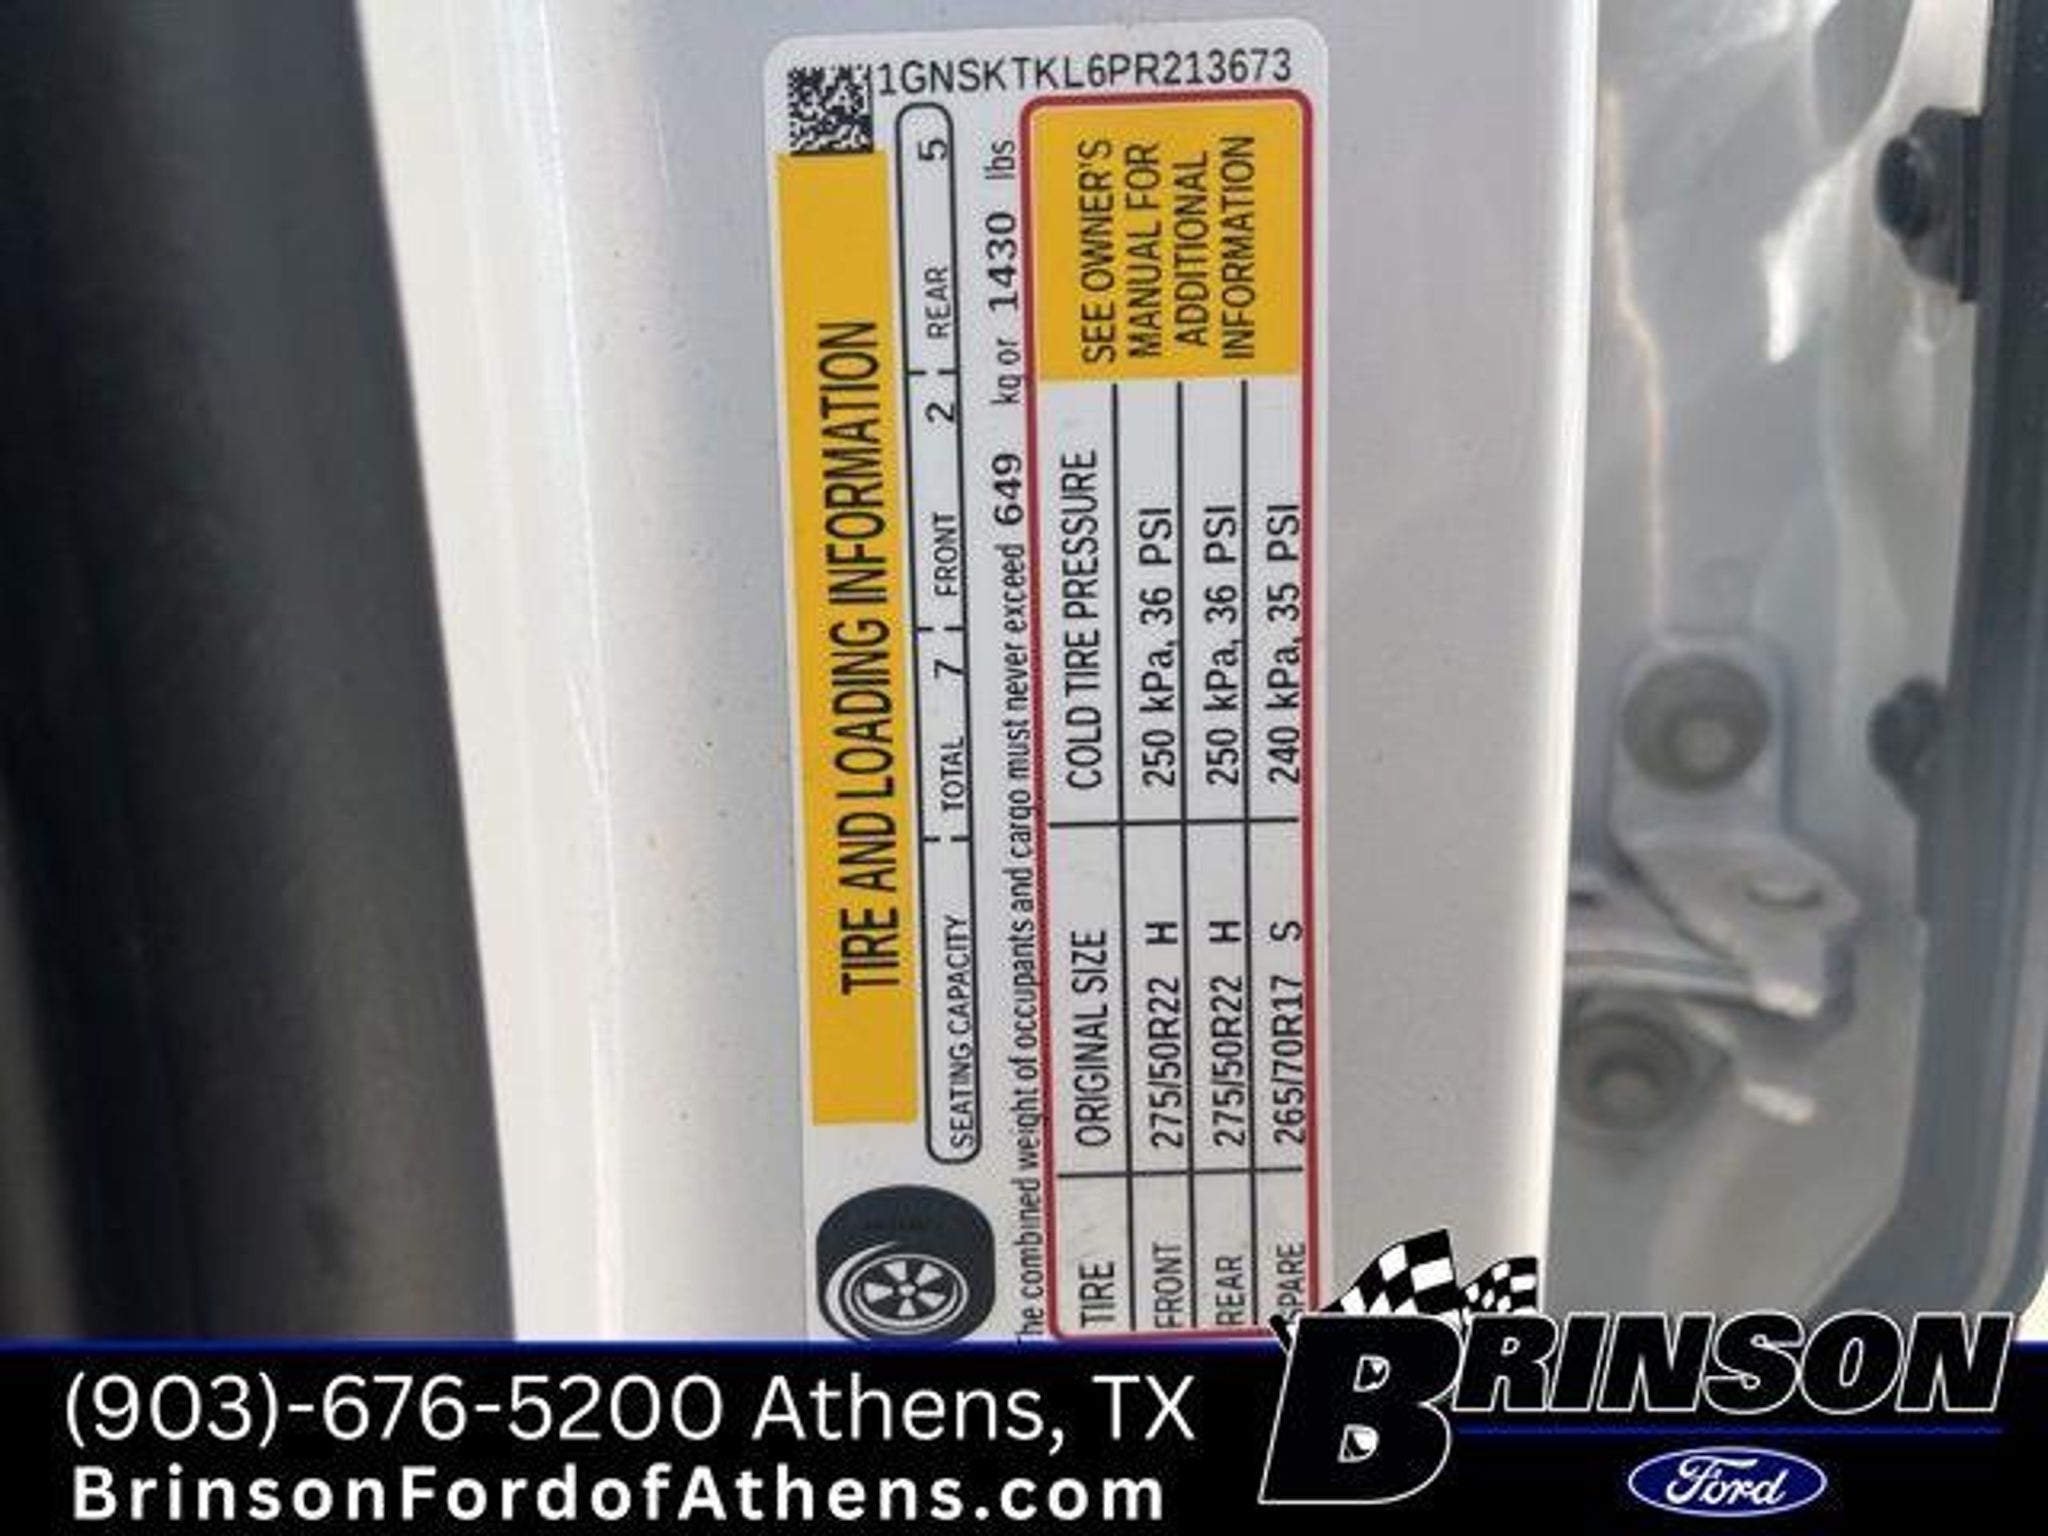 1GNSKTKL6PR213673
TIRE AND LOADING INFORMATION
SEATING CAPACITY TOTAL 7 FRONT 2 REAR 5
The combined weight of occupants and cargo must never exceed 649 kg or 1430 lbs
TIRE ORIGINAL SIZE COLD TIRE PRESSURE
FRONT 275/50R22 H 250 kPa, 36 PSI
REAR 275/50R22 H 250 kPa, 36 PSI
SPARE 265/70R17 S 240 kPa, 35 PSI
SEE OWNER'S
MANUAL FOR
ADDITIONAL
INFORMATION
(903)-676-5200 Athens, TX
BrinsonFordofAthens.com
BRINSON
Ford